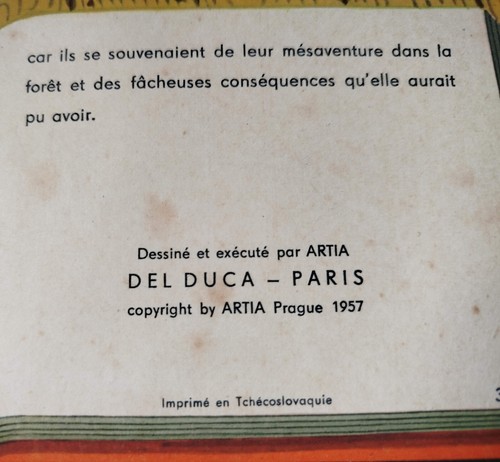 car ils se souvenaient de leur mésaventure dans la
forêt et des fâcheuses conséquences qu'elle aurait
pu avoir.
Dessiné et exécuté par ARTIA
DEL DUCA – PARIS
copyright by ARTIA Prague 1957
Imprimé en Tchécoslovaquie